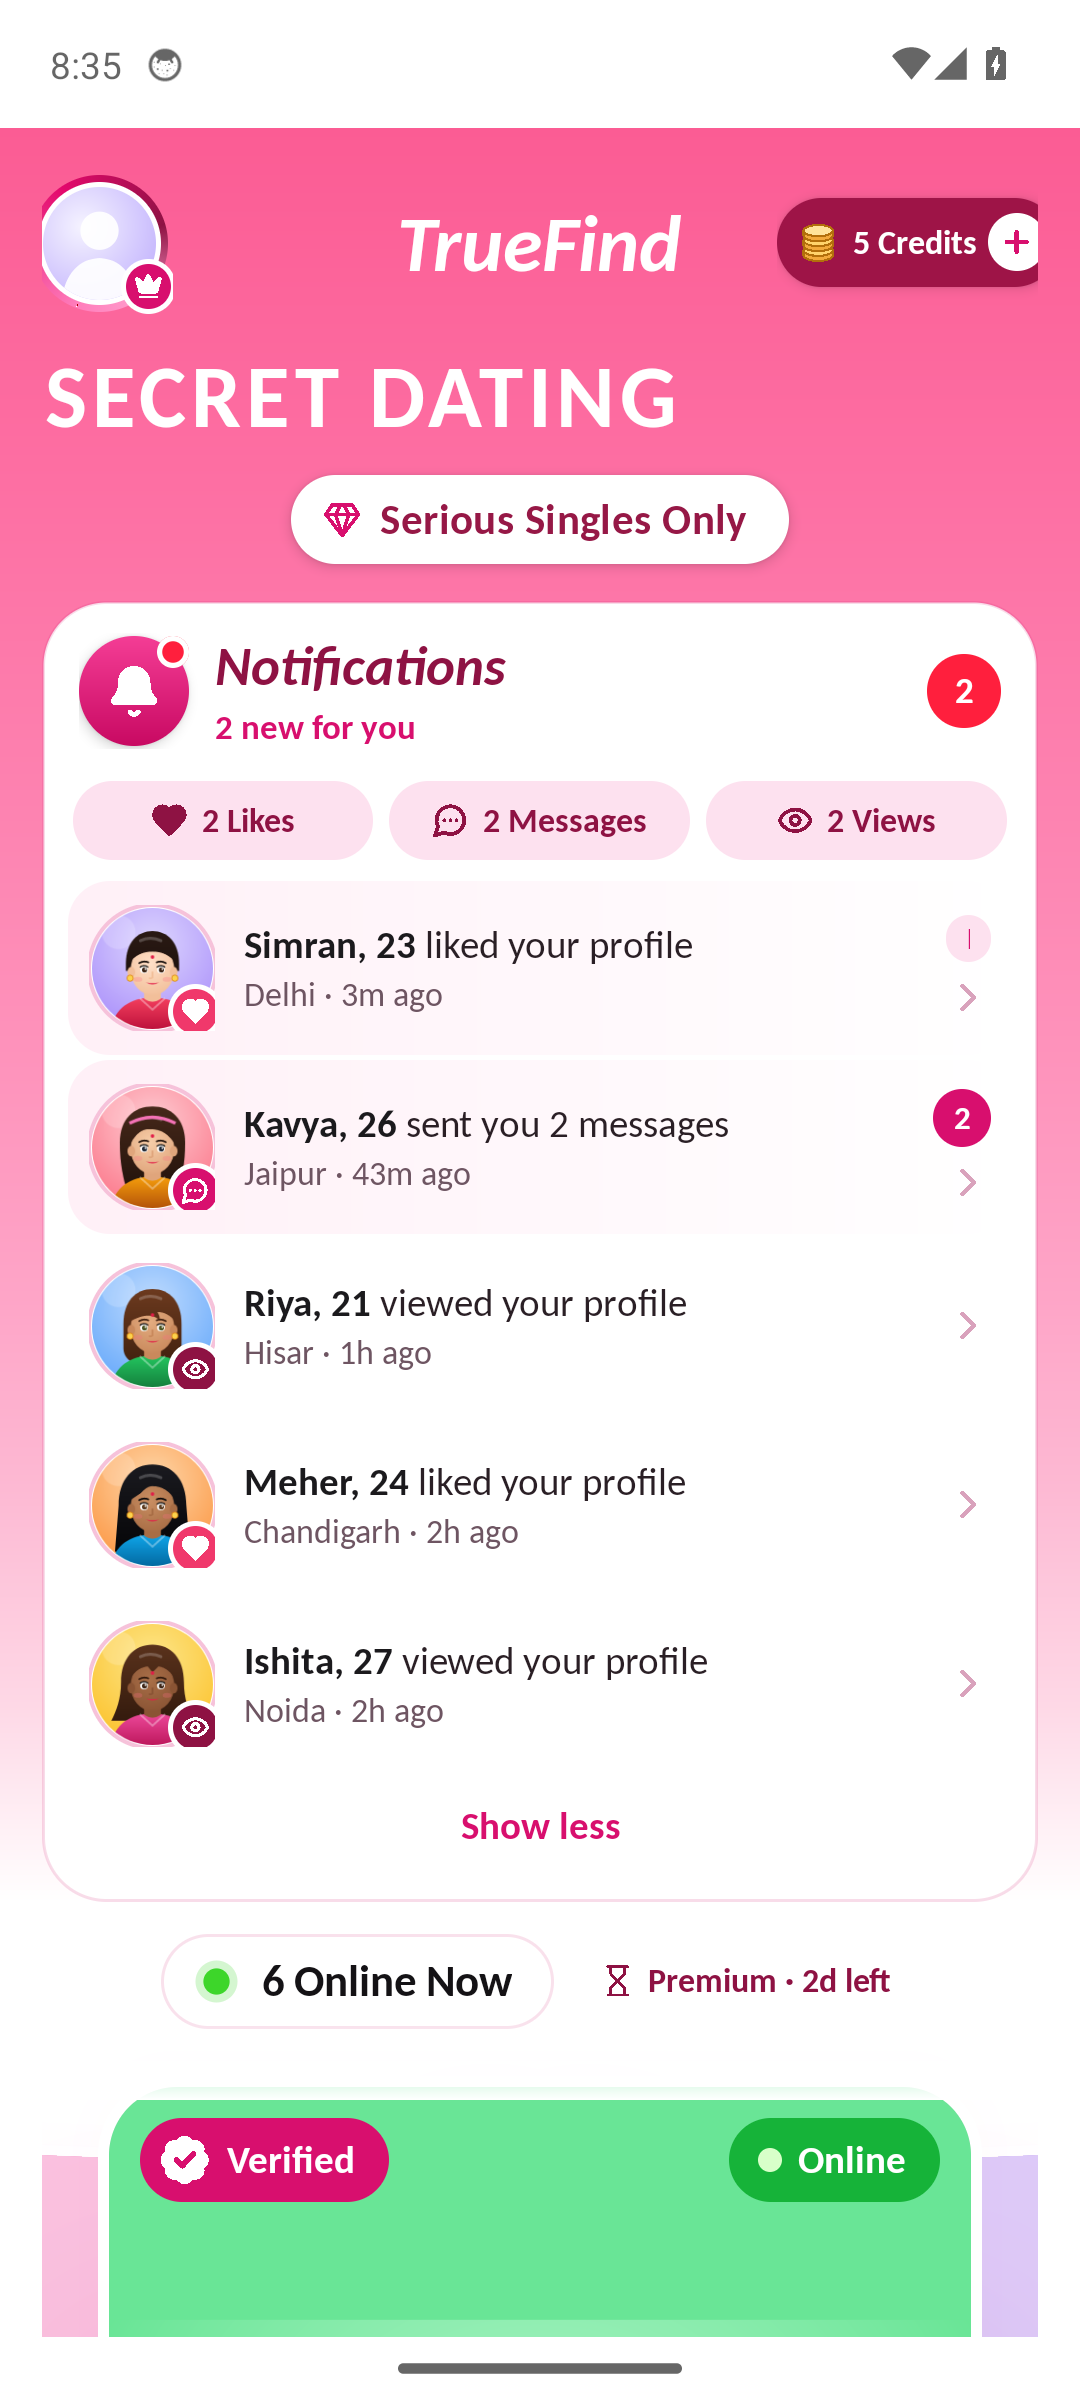 8:35
TrueFind
5 Credits
SECRET DATING
Serious Singles Only
Notifications
2 new for you
2
2 Likes
2 Messages
2 Views
Simran, 23 liked your profile
Delhi · 3m ago
Kavya, 26 sent you 2 messages
Jaipur · 43m ago
2
Riya, 21 viewed your profile
Hisar · 1h ago
Meher, 24 liked your profile
Chandigarh · 2h ago
Ishita, 27 viewed your profile
Noida · 2h ago
Show less
6 Online Now
Premium · 2d left
Verified
Online